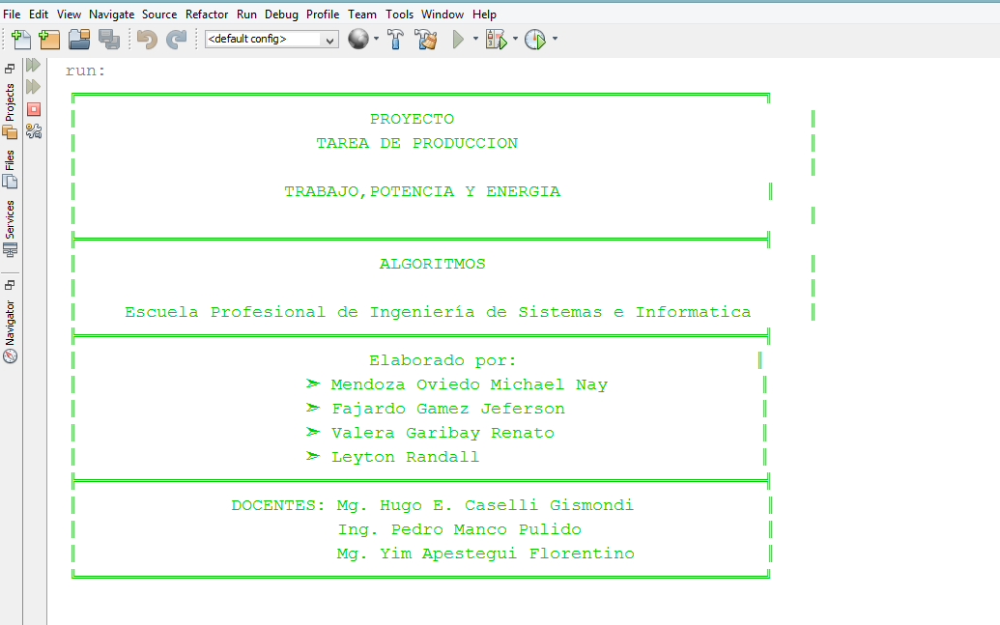 File Edit View Navigate Source Refactor Run Debug Profile Team Tools Window Help
<default config>
Projects
Files
Services
Navigator
run:
PROYECTO
TAREA DE PRODUCCION
TRABAJO,POTENCIA Y ENERGIA
ALGORITMOS
Escuela Profesional de Ingeniería de Sistemas e Informatica
Elaborado por:
➣ Mendoza Oviedo Michael Nay
➣ Fajardo Gamez Jeferson
➣ Valera Garibay Renato
➣ Leyton Randall
DOCENTES: Mg. Hugo E. Caselli Gismondi
Ing. Pedro Manco Pulido
Mg. Yim Apestegui Florentino